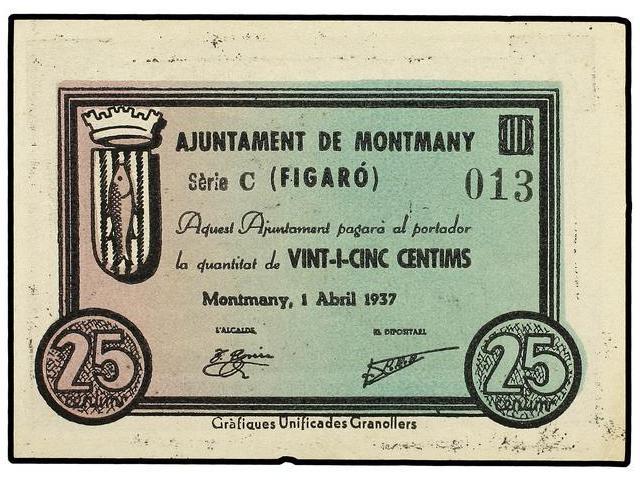 AJUNTAMENT DE MONTMANY
Sèrie C (FIGARÓ)
013
Aquest Ajuntament pagarà al portador
la quantitat de VINT-I-CINC CENTIMS
Montmany, 1 Abril 1937
L'ALCALDE, EL DIPOSITARI,
25 25
Gràfiques Unificades Granollers